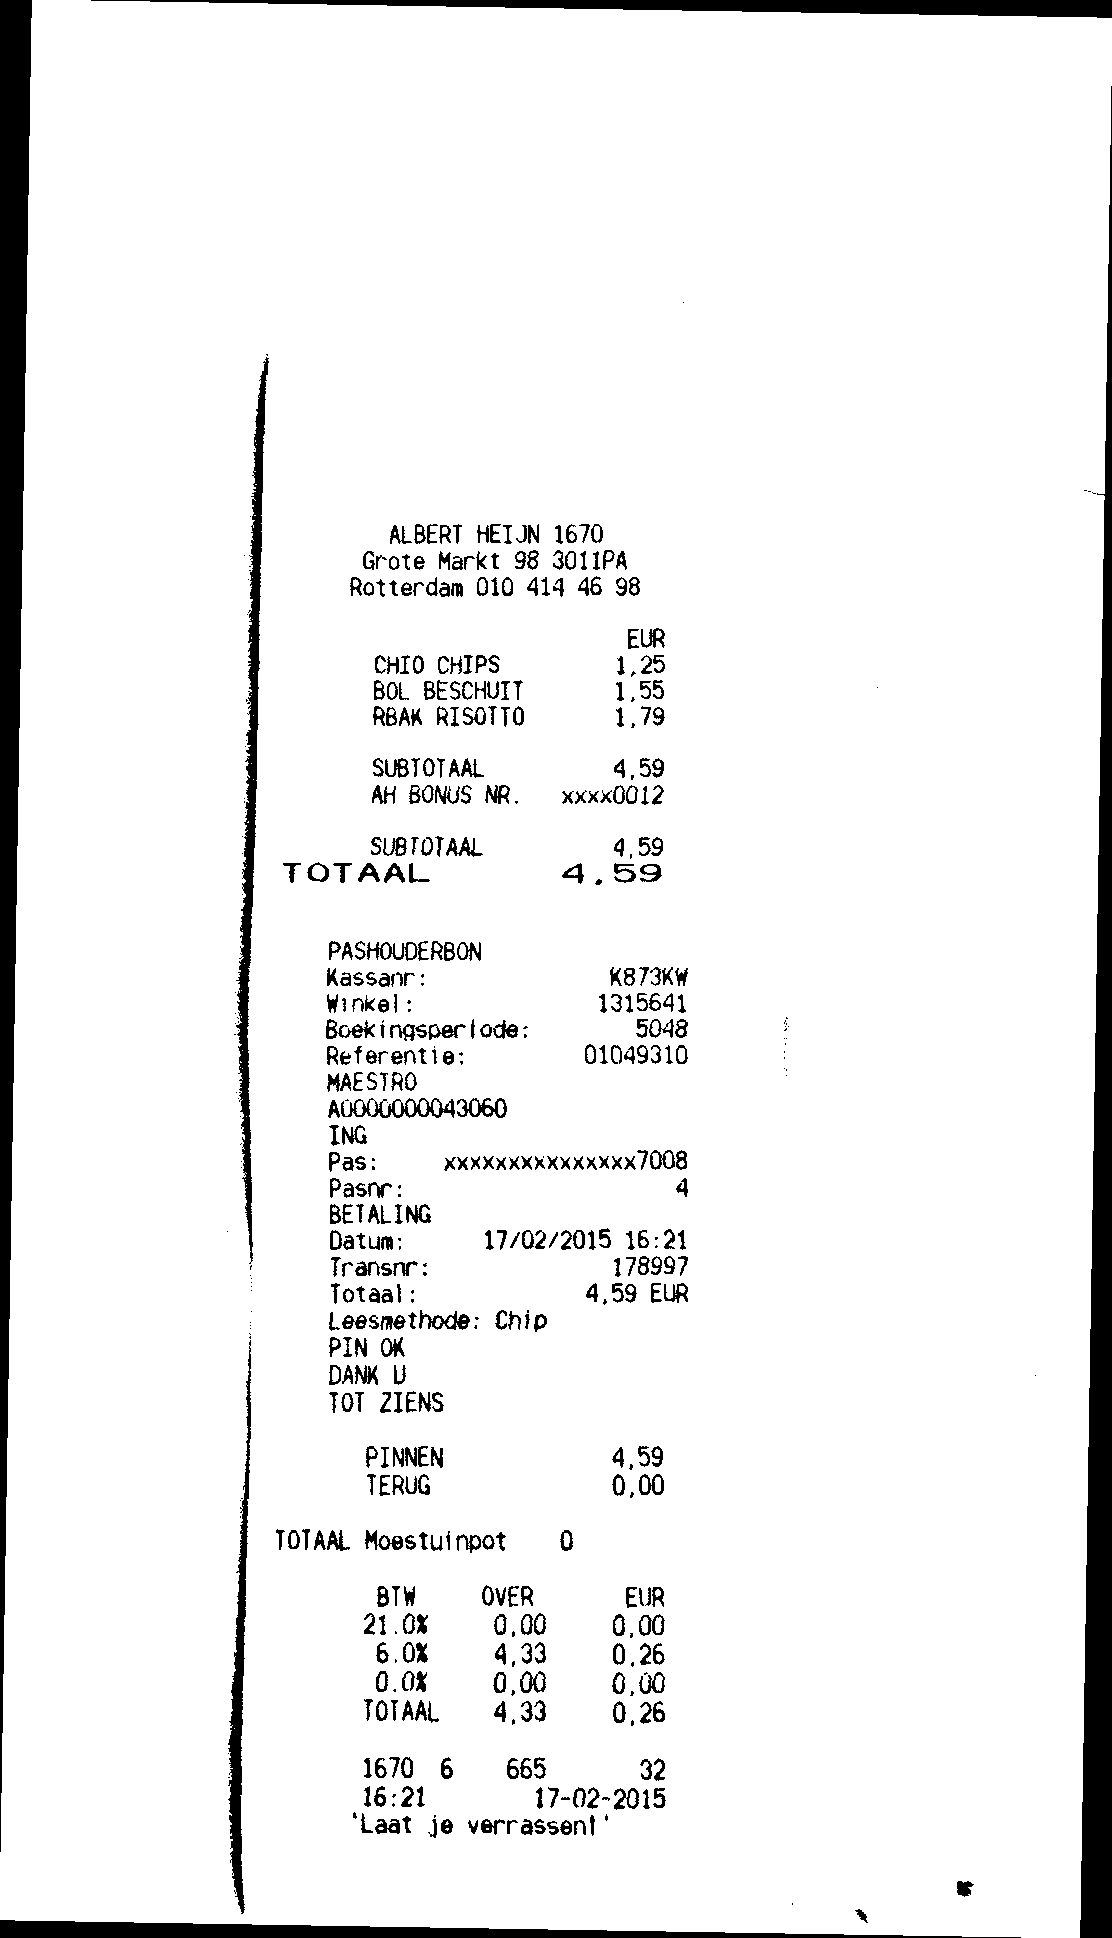 ALBERT HEIJN 1670
Grote Markt 98 3011PA
Rotterdam 010 414 46 98
EUR
CHIO CHIPS 1,25
BOL BESCHUIT 1,55
RBAK RISOTTO 1,79
SUBTOTAAL 4,59
AH BONUS NR. xxxx0012
SUBTOTAAL 4,59
TOTAAL 4.59
PASHOUDERBON
Kassanr: K873KW
Winkel: 1315641
Boekingsperiode: 5048
Referentie: 01049310
MAESTRO
A0000000043060
ING
Pas: xxxxxxxxxxxxxxx7008
Pasnr: 4
BETALING
Datum: 17/02/2015 16:21
Transnr: 178997
Totaal: 4,59 EUR
Leesmethode: Chip
PIN OK
DANK U
TOT ZIENS
PINNEN 4,59
TERUG 0,00
TOTAAL Moestuinpot 0
BTW OVER EUR
21.0% 0,00 0,00
6.0% 4,33 0,26
0.0% 0,00 0,00
TOTAAL 4,33 0,26
1670 6 665 32
16:21 17-02-2015
'Laat je verrassen!'